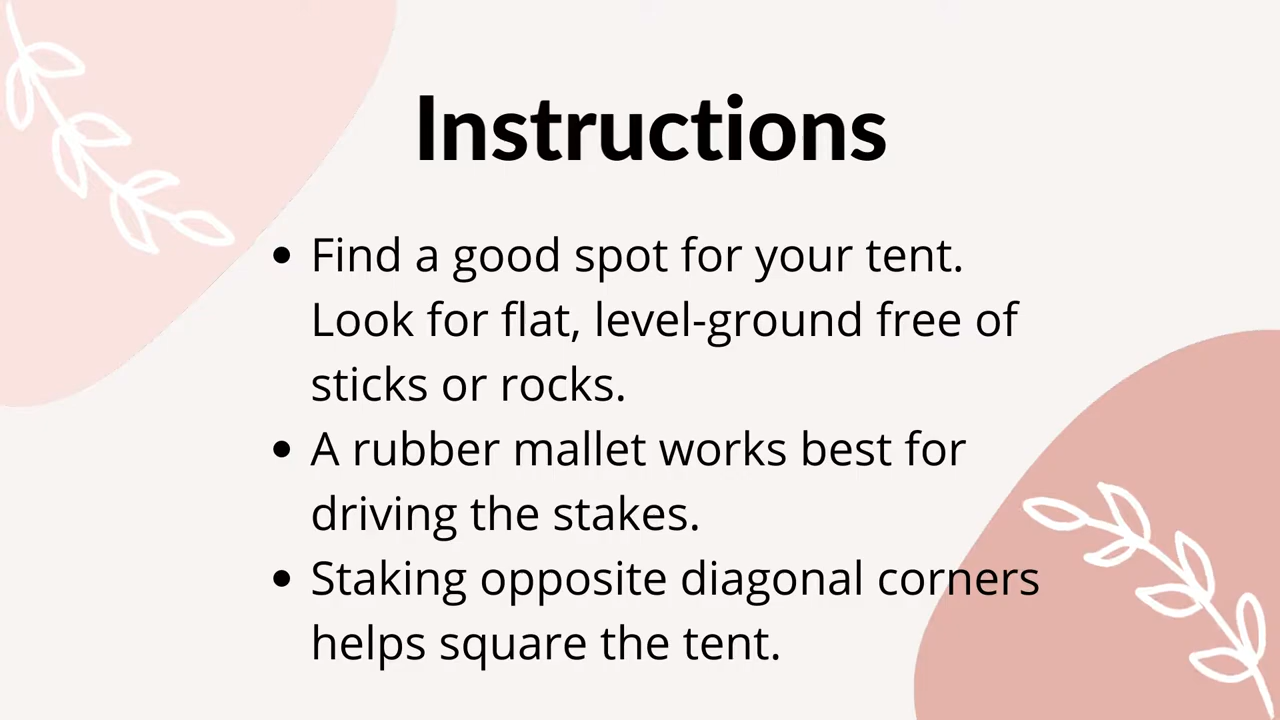 Instructions
• Find a good spot for your tent.
Look for flat, level-ground free of
sticks or rocks.
• A rubber mallet works best for
driving the stakes.
• Staking opposite diagonal corners
helps square the tent.